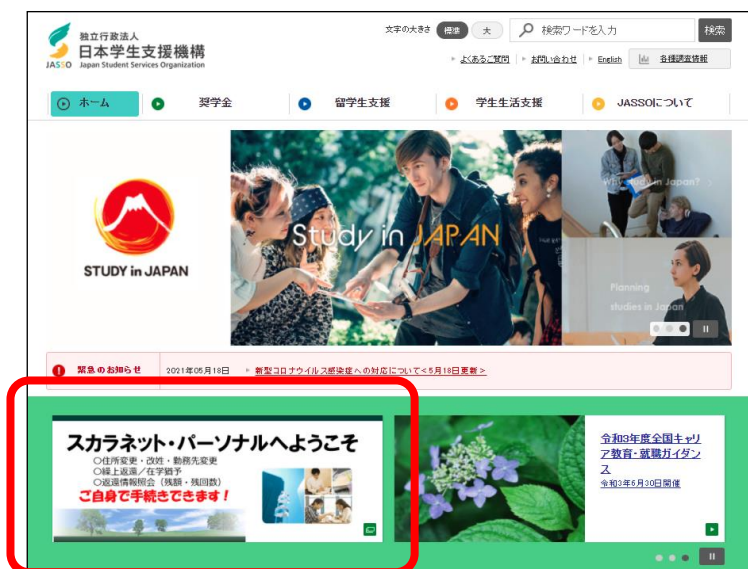 独立行政法人
日本学生支援機構
JASSO Japan Student Services Organization
文字の大きさ 標準 大 検索ワードを入力 検索
よくあるご質問 お問い合わせ English 各種調査情報
ホーム 奨学金 留学生支援 学生生活支援 JASSOについて
STUDY in JAPAN
Study in JAPAN
Why study in Japan?
Planning
studies in Japan
緊急のお知らせ 2021年05月18日 新型コロナウイルス感染症への対応について<5月18日更新>
スカラネット・パーソナルへようこそ
○住所変更・改姓・勤務先変更
○繰上返還/在学猶予
○返還情報照会(残額・残回数)
ご自身で手続きできます!
令和3年度全国キャリ
ア教育・就職ガイダン
ス
令和3年6月30日開催